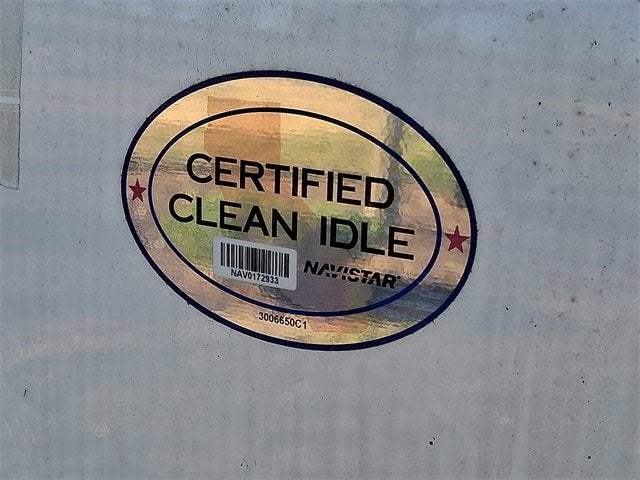 CERTIFIED
CLEAN IDLE
NAV0172933
NAVISTAR
3006650C1